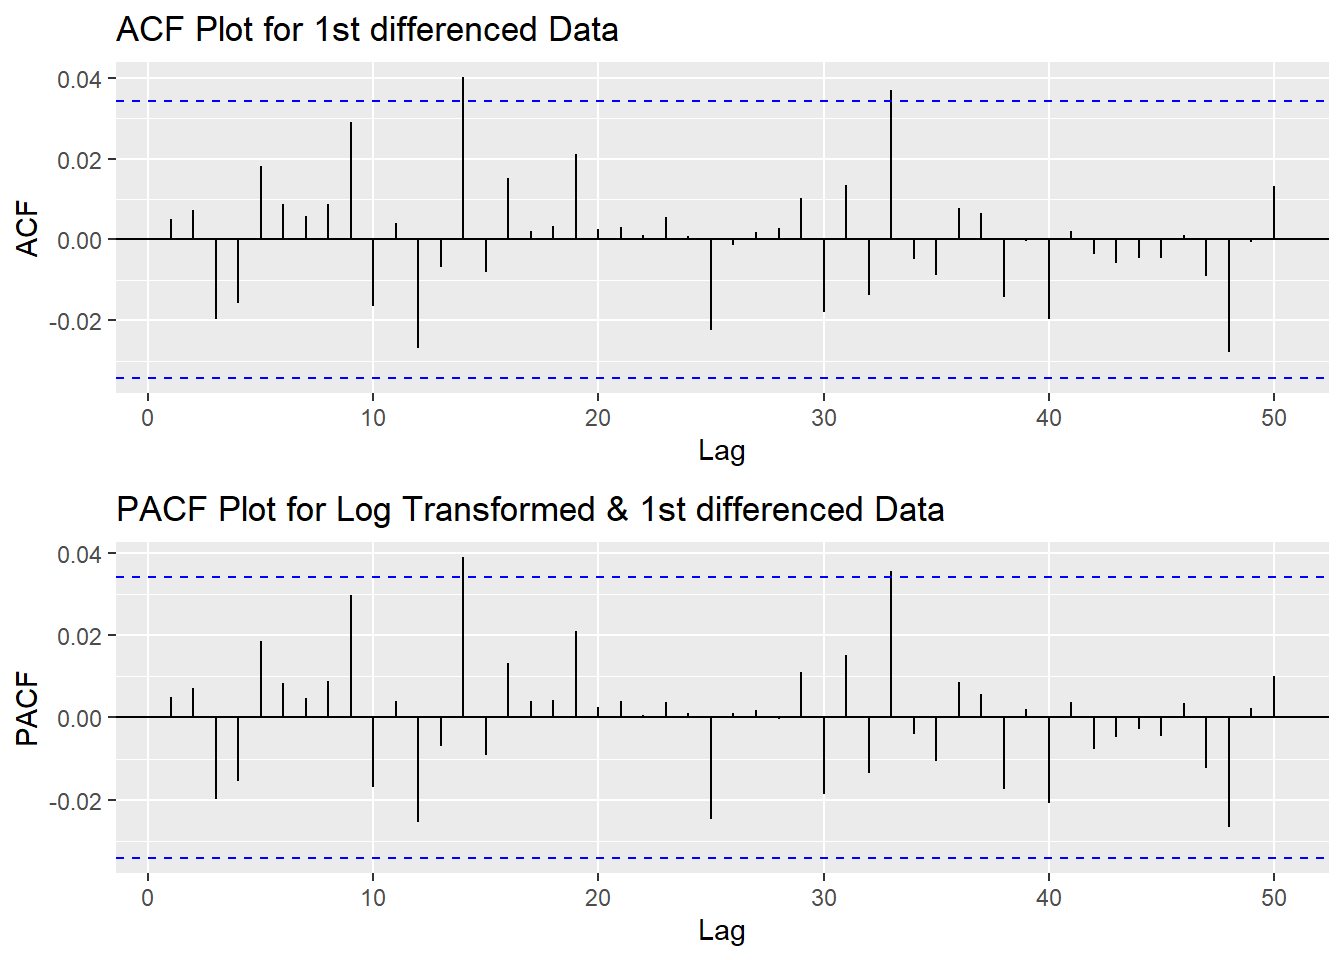 ACF Plot for 1st differenced Data
0.04
0.02
0.00
-0.02
ACF
0 10 20 30 40 50
Lag
PACF Plot for Log Transformed & 1st differenced Data
0.04
0.02
0.00
-0.02
PACF
0 10 20 30 40 50
Lag